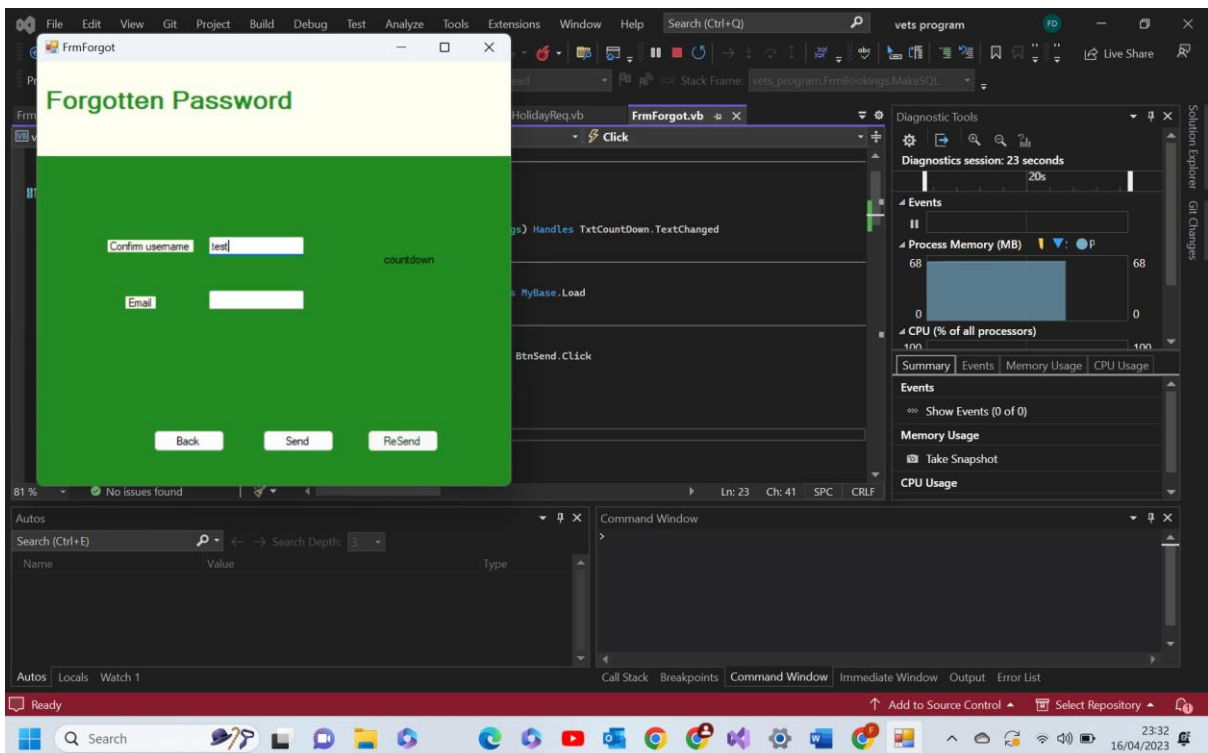 File Edit View Git Project Build Debug Test Analyze Tools Extensions Window Help Search (Ctrl+Q) vets program FD
FrmForgot
Live Share
Stack Frame: vets_program.FrmBookings.MakeSQL
Forgotten Password
HolidayReq.vb FrmForgot.vb
Click
Diagnostic Tools
Diagnostics session: 23 seconds
20s
Events
gs) Handles TxtCountDown.TextChanged
Process Memory (MB) P
68 68
0 0
s MyBase.Load
CPU (% of all processors)
100 100
BtnSend.Click
Summary Events Memory Usage CPU Usage
Events
Show Events (0 of 0)
Memory Usage
Take Snapshot
CPU Usage
Confirm username test
countdown
Email
Back Send ReSend
81 % No issues found Ln: 23 Ch: 41 SPC CRLF
Solution Explorer
Git Changes
Autos Command Window
Search (Ctrl+E) Search Depth: 3
>
Name Value Type
Autos Locals Watch 1 Call Stack Breakpoints Command Window Immediate Window Output Error List
Ready Add to Source Control Select Repository
Search
23:32
16/04/2023